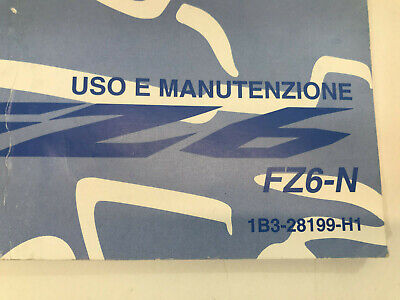 USO E MANUTENZIONE
FZ6
FZ6-N
1B3-28199-H1